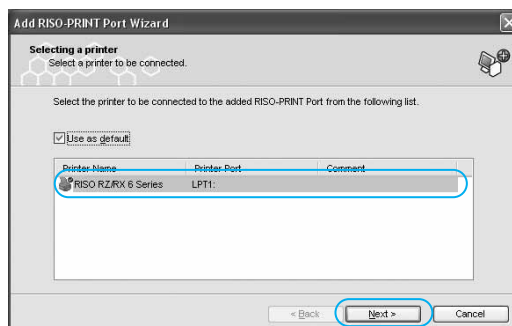 Add RISO-PRINT Port Wizard
Selecting a printer
Select a printer to be connected.
Select the printer to be connected to the added RISO-PRINT Port from the following list.
Use as default
Printer Name Printer Port Comment
RISO RZ/RX 6 Series LPT1:
< Back Next > Cancel